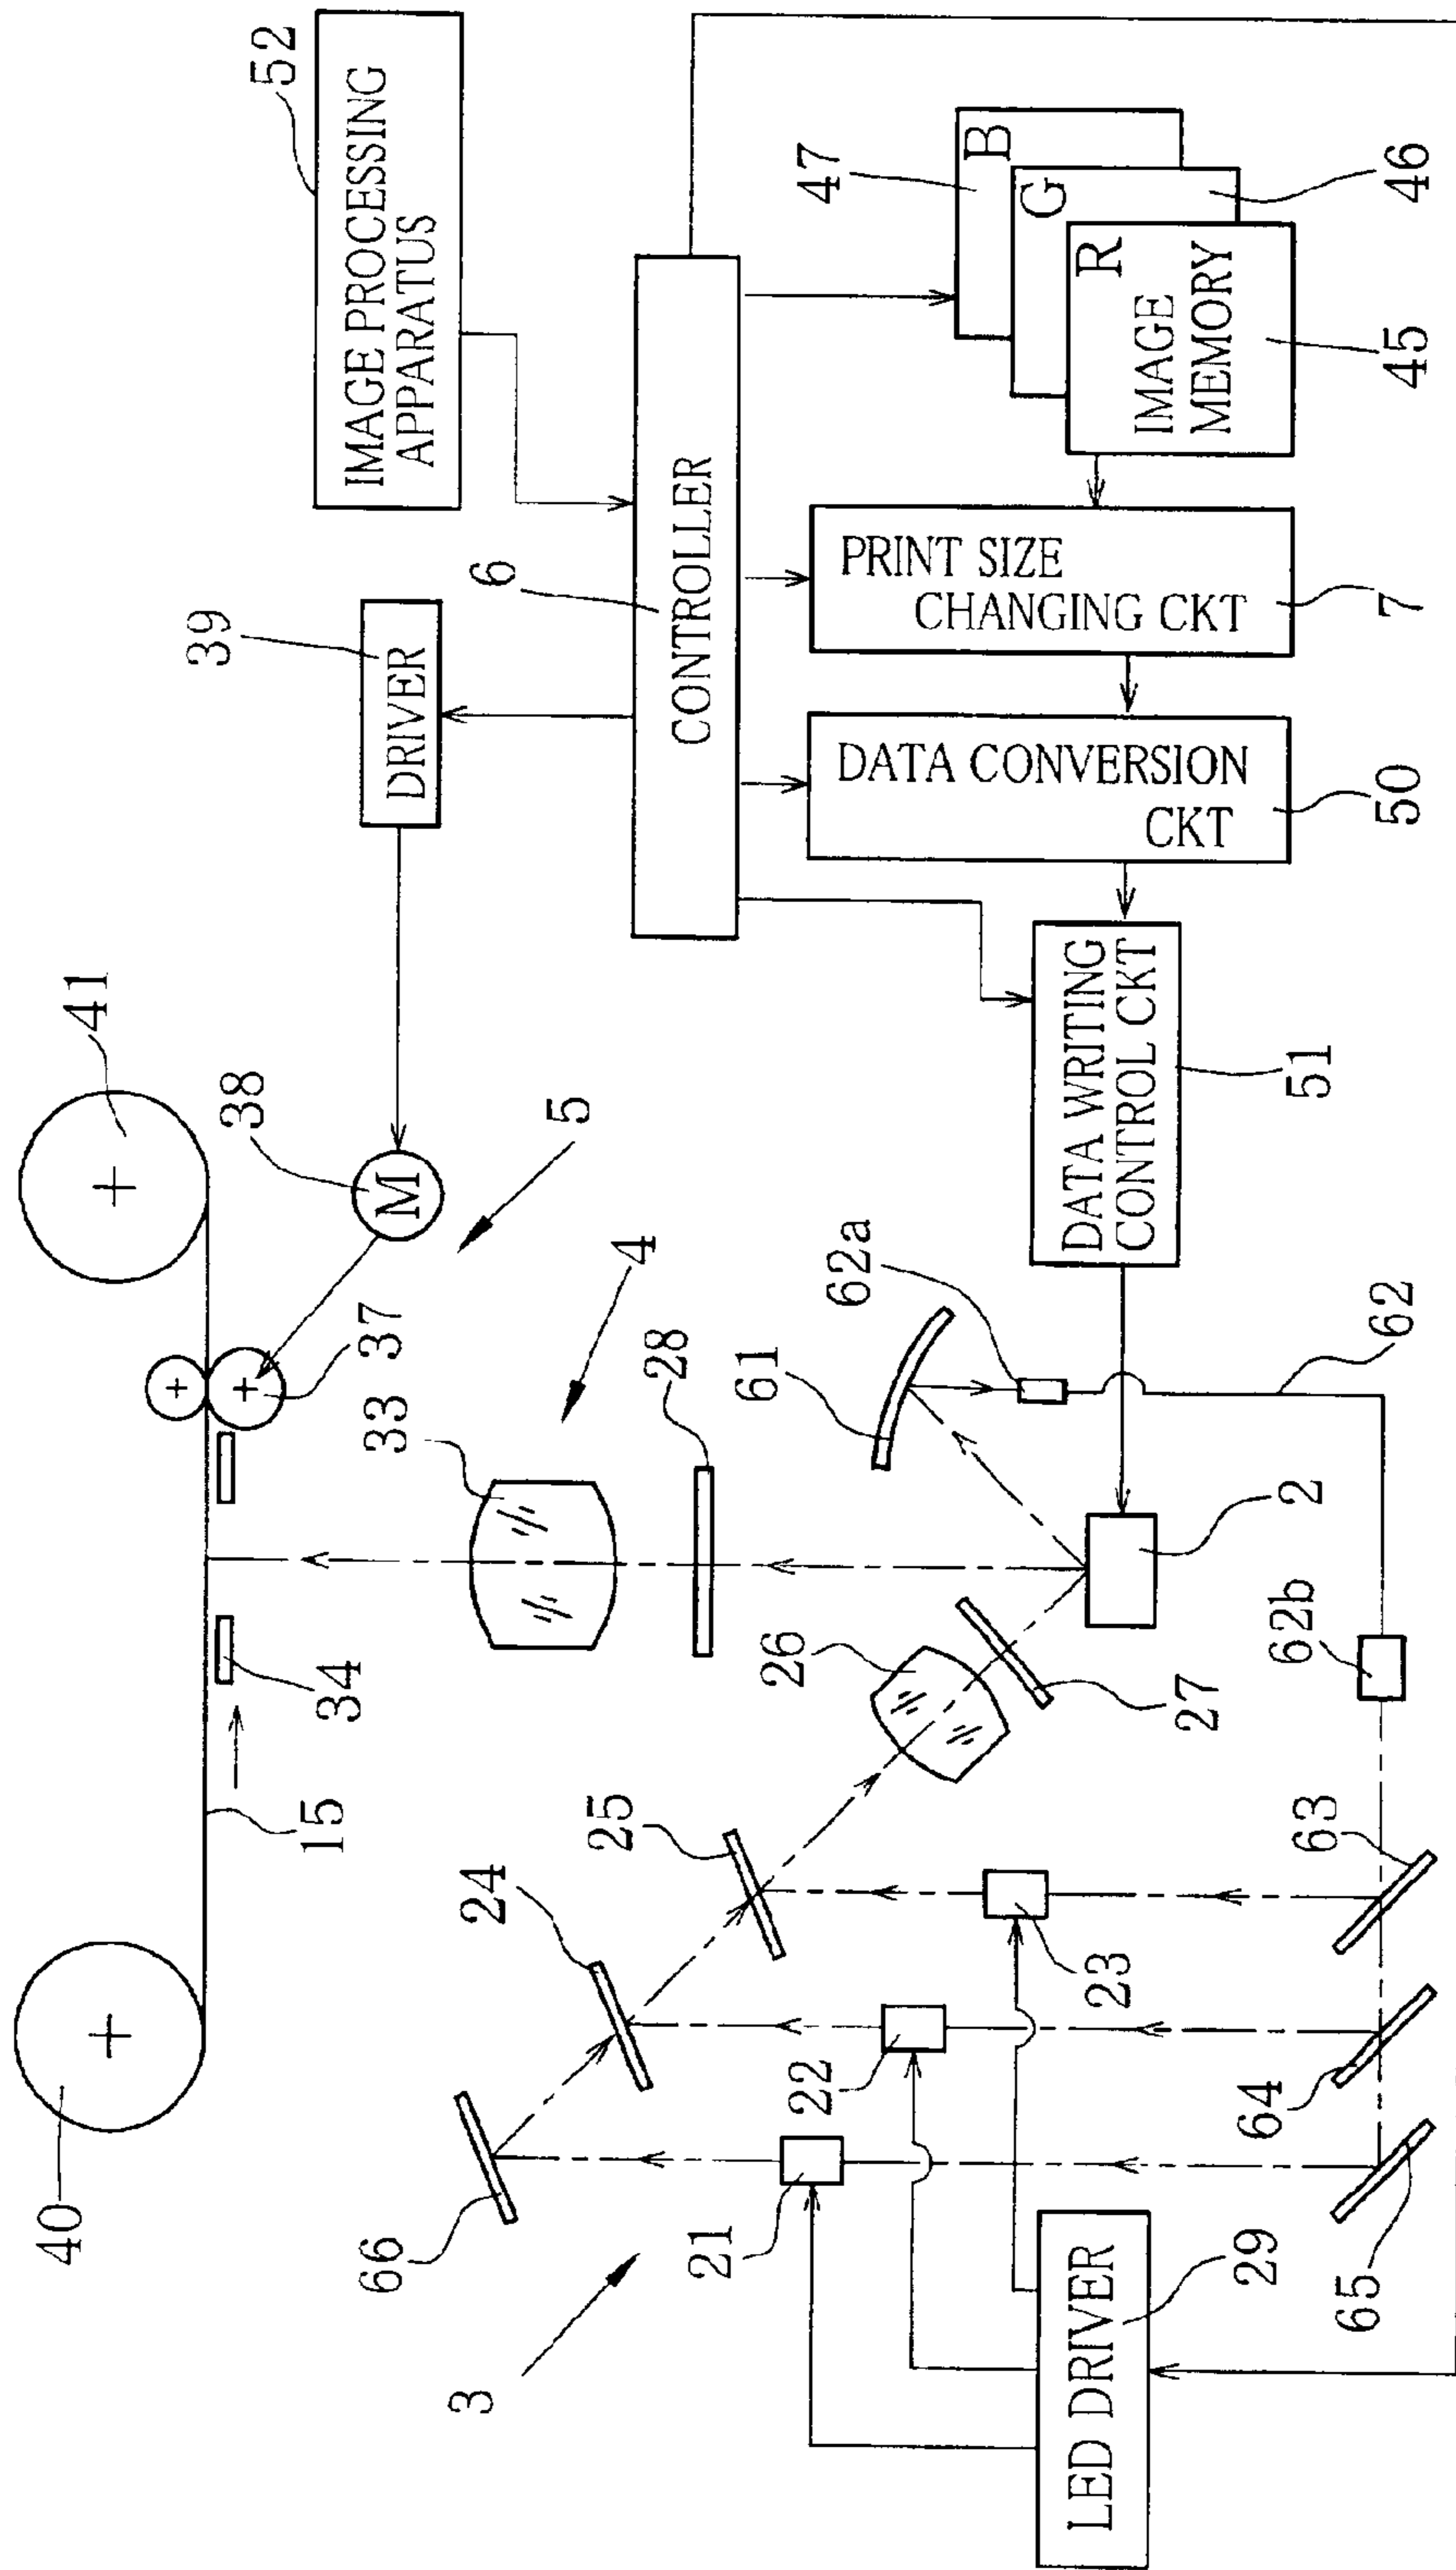 40
41
39
52
IMAGE PROCESSING
APPARATUS
15
34
37
66
33
38
M
DRIVER
3
24
4
5
6
25
21
28
CONTROLLER
22
26
62a
47
B
61
PRINT SIZE
CHANGING CKT
DATA CONVERSION
CKT
G
R
IMAGE
MEMORY
DATA WRITING
CONTROL CKT
LED DRIVER
23
27
46
29
64
63
62b
2
51
50
7
45
65
62